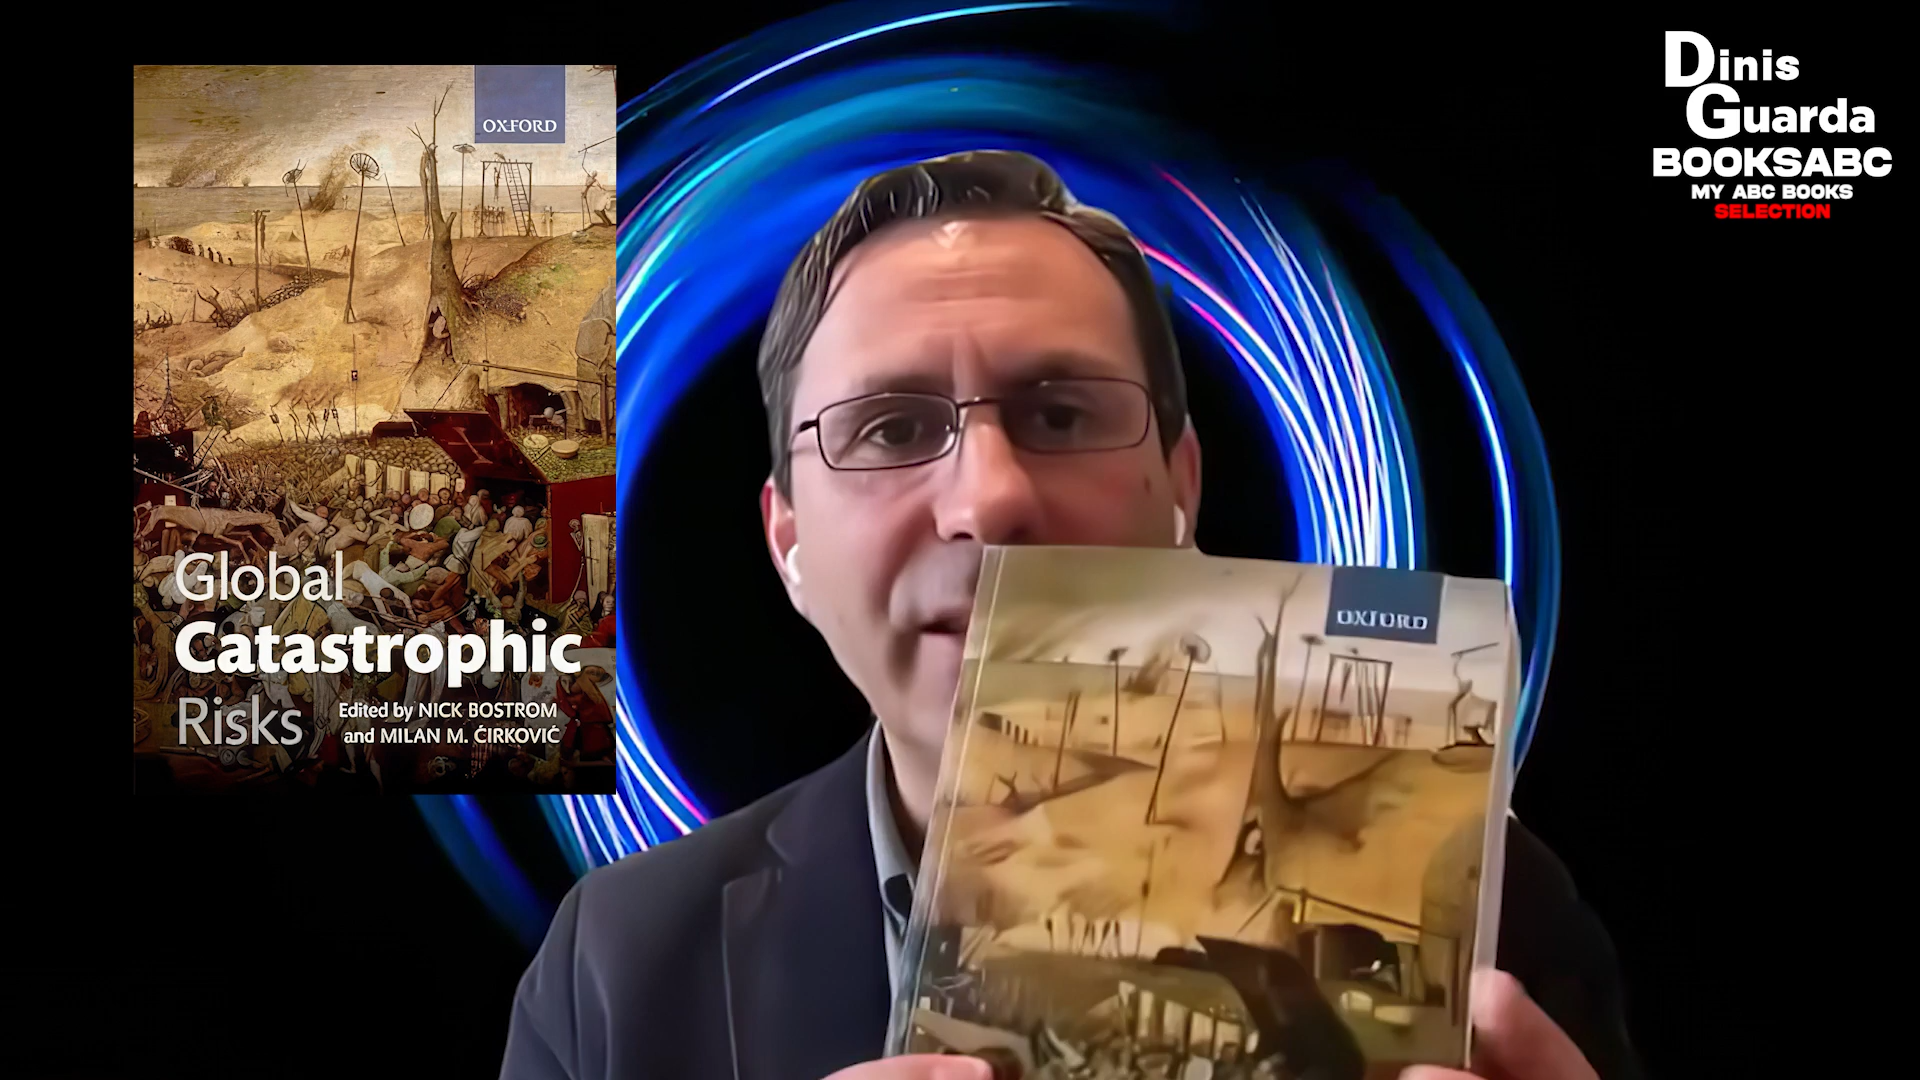 OXFORD
Global
Catastrophic
Risks
Edited by NICK BOSTROM
and MILAN M. ĆIRKOVIĆ
Dinis
Guarda
BOOKSABC
MY ABC BOOKS
SELECTION
OXFORD